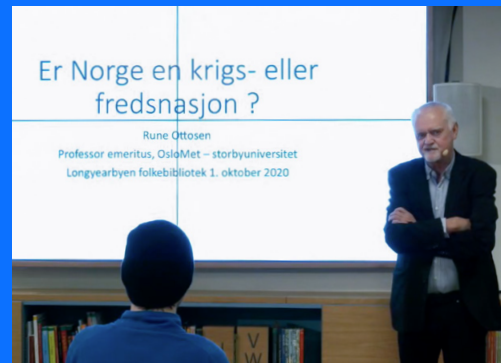 Er Norge en krigs- eller
fredsnasjon ?
Rune Ottosen
Professor emeritus, OsloMet – storbyuniversitet
Longyearbyen folkebibliotek 1. oktober 2020
V
W